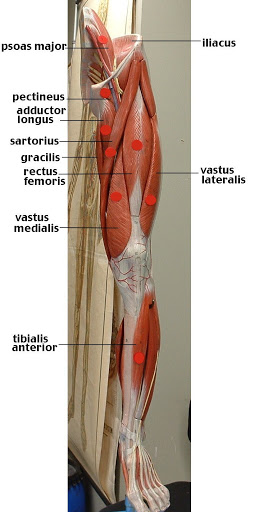 psoas major
iliacus
pectineus
adductor
longus
sartorius
gracilis
rectus
femoris
vastus
lateralis
vastus
medialis
tibialis
anterior